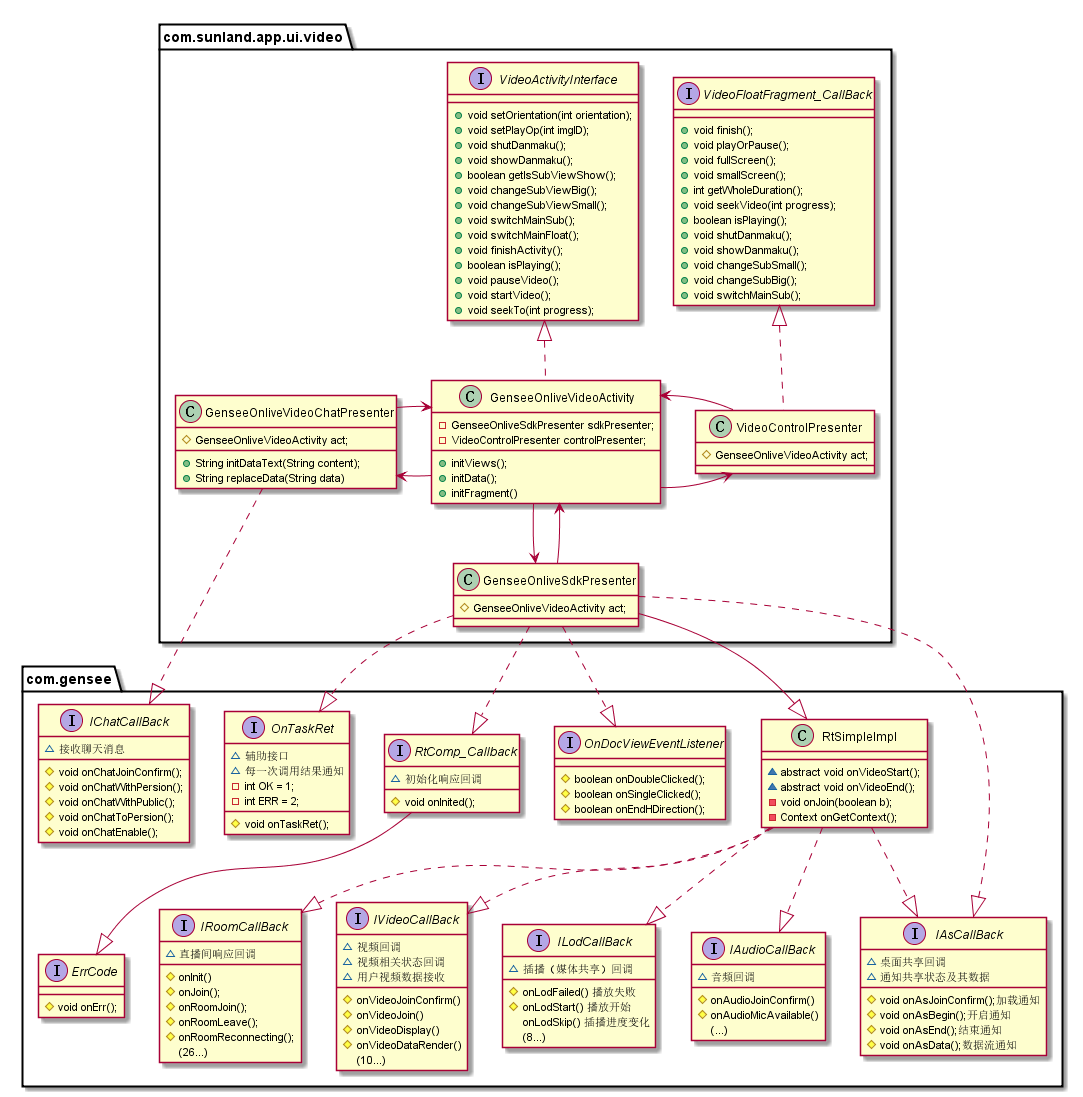 com.sunland.app.ui.video
I VideoActivityInterface
void setOrientation(int orientation);
void setPlayOp(int imgID);
void shutDanmaku();
void showDanmaku();
boolean getIsSubViewShow();
void changeSubViewBig();
void changeSubViewSmall();
void switchMainSub();
void switchMainFloat();
void finishActivity();
boolean isPlaying();
void pauseVideo();
void startVideo();
void seekTo(int progress);
I VideoFloatFragment_CallBack
void finish();
void playOrPause();
void fullScreen();
void smallScreen();
int getWholeDuration();
void seekVideo(int progress);
boolean isPlaying();
void shutDanmaku();
void showDanmaku();
void changeSubSmall();
void changeSubBig();
void switchMainSub();
C GenseeOnliveVideoChatPresenter
GenseeOnliveVideoActivity act;
String initDataText(String content);
String replaceData(String data)
C GenseeOnliveVideoActivity
GenseeOnliveSdkPresenter sdkPresenter;
VideoControlPresenter controlPresenter;
initViews();
initData();
initFragment()
C VideoControlPresenter
GenseeOnliveVideoActivity act;
C GenseeOnliveSdkPresenter
GenseeOnliveVideoActivity act;
com.gensee
I IChatCallBack
接收聊天消息
void onChatJoinConfirm();
void onChatWithPersion();
void onChatWithPublic();
void onChatToPersion();
void onChatEnable();
I OnTaskRet
辅助接口
每一次调用结果通知
int OK = 1;
int ERR = 2;
void onTaskRet();
I RtComp_Callback
初始化响应回调
void onInited();
I OnDocViewEventListener
boolean onDoubleClicked();
boolean onSingleClicked();
boolean onEndHDirection();
C RtSimpleImpl
abstract void onVideoStart();
abstract void onVideoEnd();
void onJoin(boolean b);
Context onGetContext();
I ErrCode
void onErr();
I IRoomCallBack
直播间响应回调
onInit()
onJoin();
onRoomJoin();
onRoomLeave();
onRoomReconnecting();
(26...)
I IVideoCallBack
视频回调
视频相关状态回调
用户视频数据接收
onVideoJoinConfirm()
onVideoJoin()
onVideoDisplay()
onVideoDataRender()
(10...)
I ILodCallBack
插播（媒体共享）回调
onLodFailed() 播放失败
onLodStart() 播放开始
onLodSkip() 插播进度变化
(8...)
I IAudioCallBack
音频回调
onAudioJoinConfirm()
onAudioMicAvailable()
(...)
I IAsCallBack
桌面共享回调
通知共享状态及其数据
void onAsJoinConfirm();加载通知
void onAsBegin();开启通知
void onAsEnd();结束通知
void onAsData();数据流通知